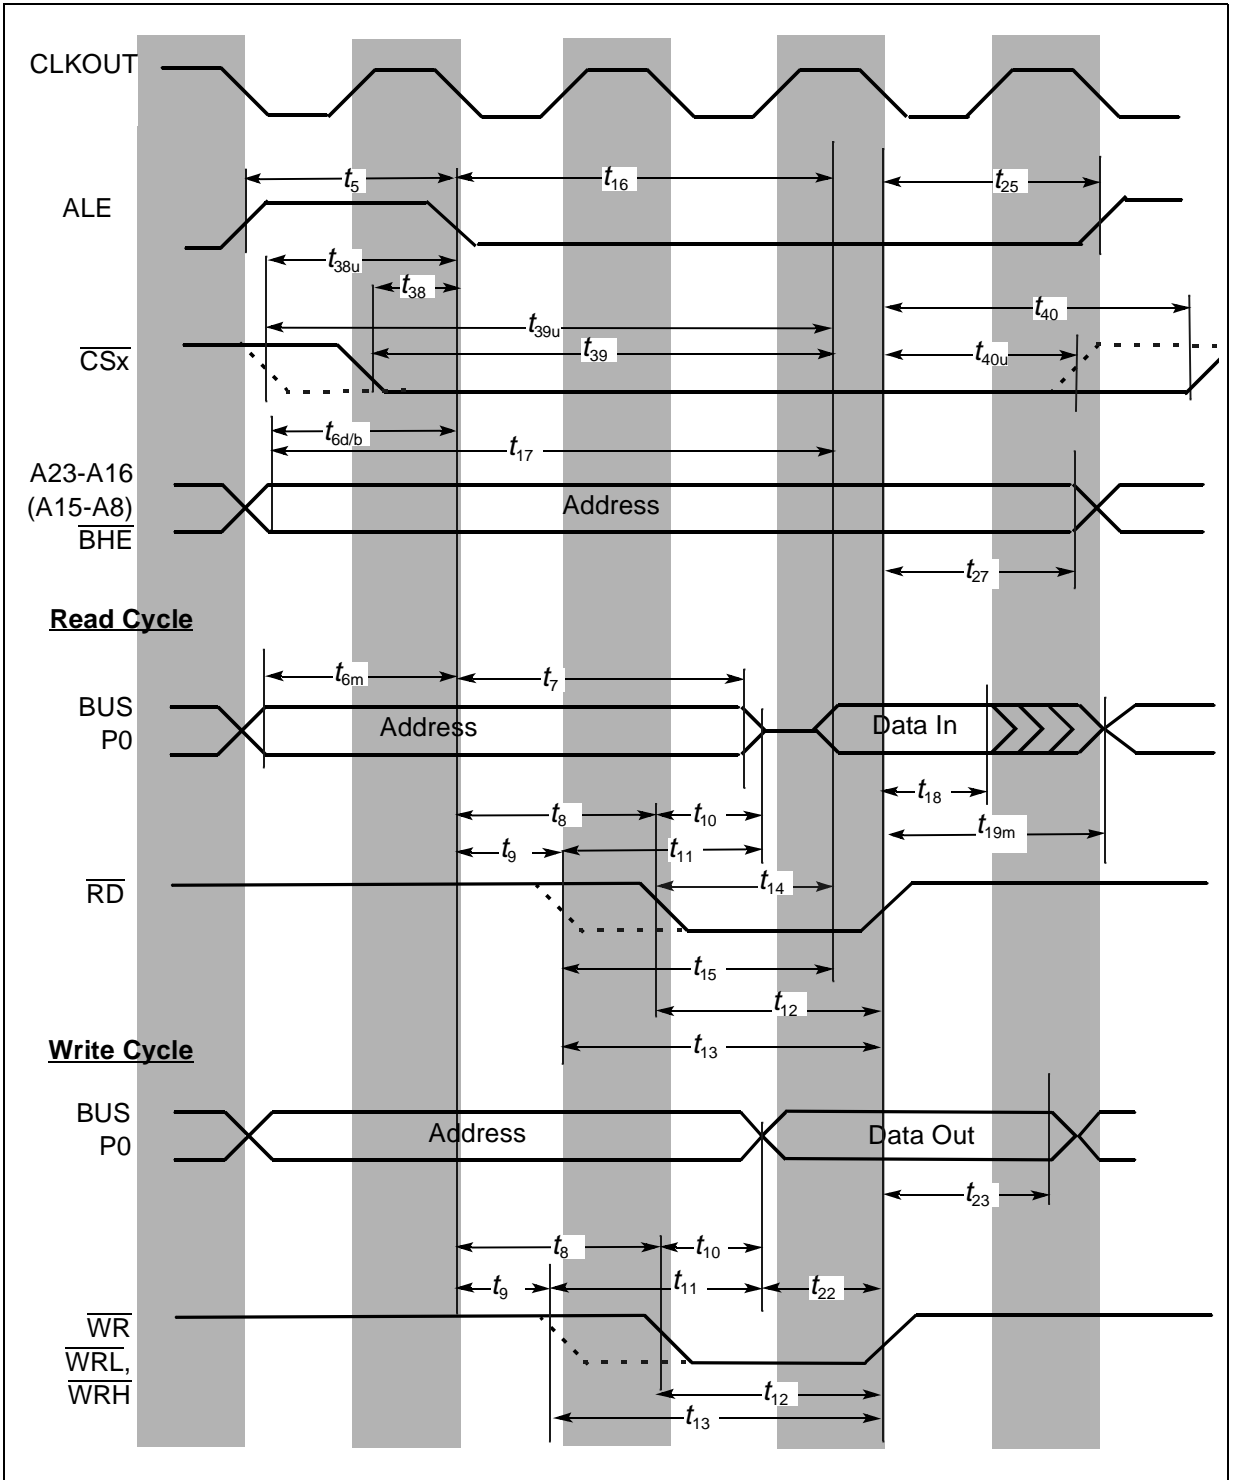 CLKOUT
t5
t16
t25
ALE
t38u
t38
t40
t39u
CSx
t39
t40u
t6d/b
t17
A23-A16
(A15-A8)
BHE
Address
t27
Read Cycle
t6m
t7
BUS
P0
Address
Data In
t18
t8
t10
t19m
t9
t11
RD
t14
t15
t12
Write Cycle
t13
BUS
P0
Address
Data Out
t23
t8
t10
t9
t11
t22
WR
WRL,
WRH
t12
t13